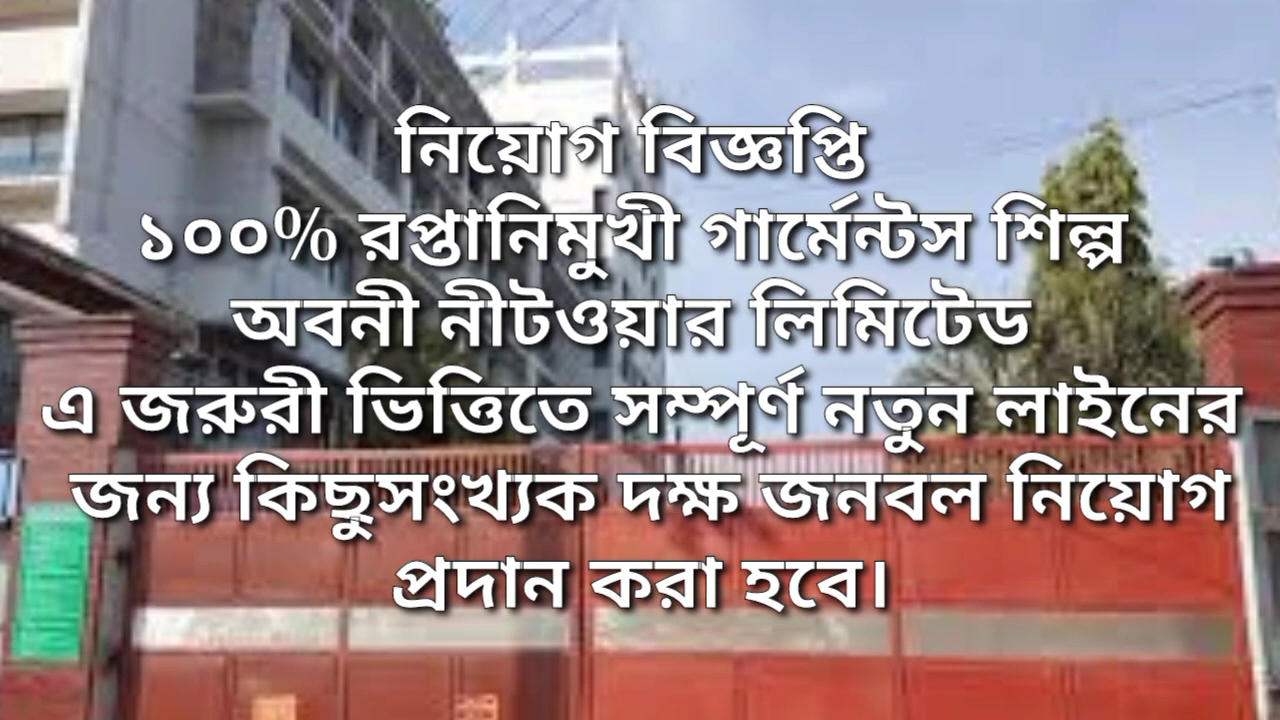 নিয়োগ বিজ্ঞপ্তি
১০০% রপ্তানিমুখী গার্মেন্টস শিল্প
অবনী নীটওয়ার লিমিটেড
এ জরুরী ভিত্তিতে সম্পূর্ণ নতুন লাইনের
জন্য কিছুসংখ্যক দক্ষ জনবল নিয়োগ
প্রদান করা হবে।